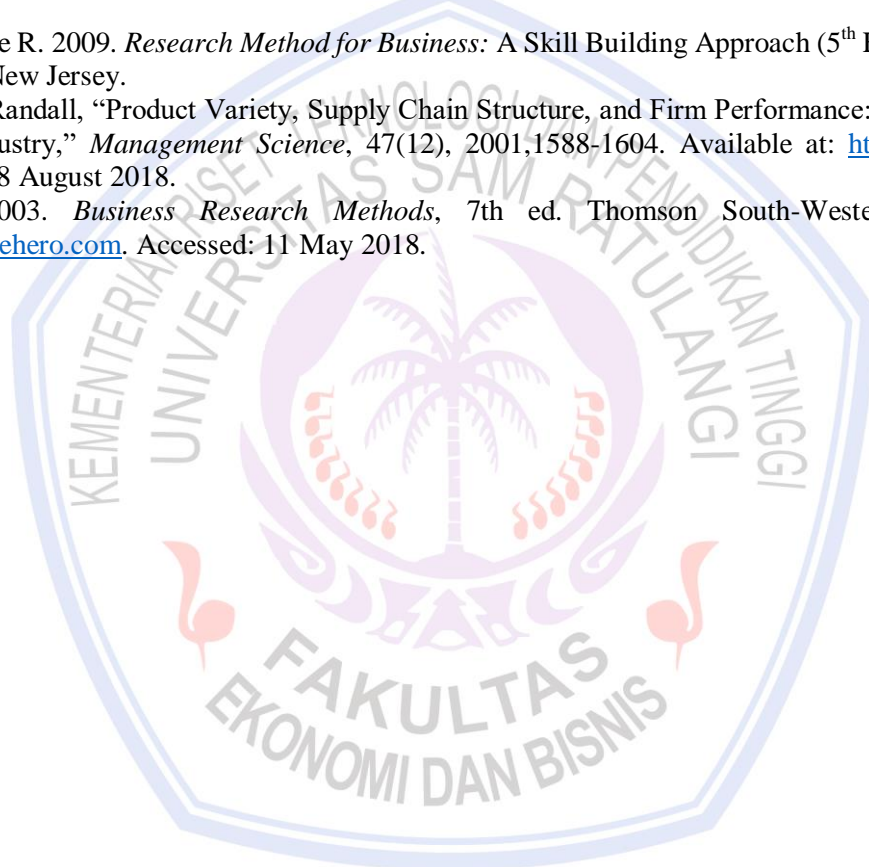 e R. 2009. Research Method for Business: A Skill Building Approach (5th
New Jersey.
Randall, “Product Variety, Supply Chain Structure, and Firm Performance:
ustry,” Management Science, 47(12), 2001,1588-1604. Available at: ht
8 August 2018.
003. Business Research Methods, 7th ed. Thomson South-Weste
ehero.com. Accessed: 11 May 2018.
KEMENTERIAN RISET TEKNOLOGI DAN PENDIDIKAN TINGGI
UNIVERSITAS SAM RATULANGI
FAKULTAS
EKONOMI DAN BISNIS